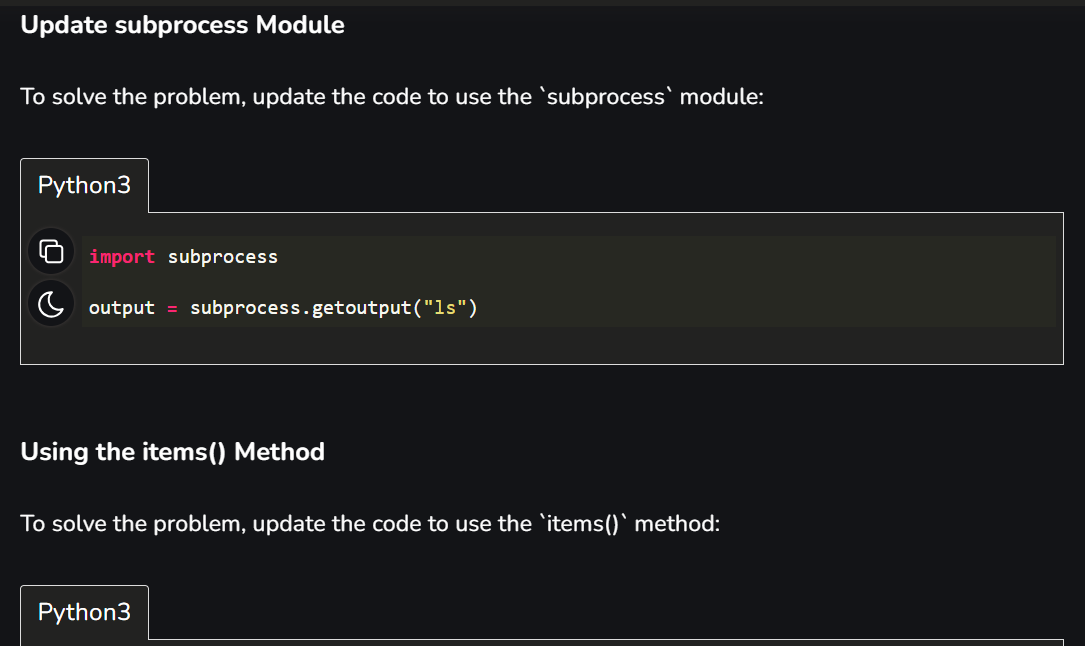 Update subprocess Module
To solve the problem, update the code to use the `subprocess` module:
Python3
import subprocess
output = subprocess.getoutput("ls")
Using the items() Method
To solve the problem, update the code to use the `items()` method:
Python3